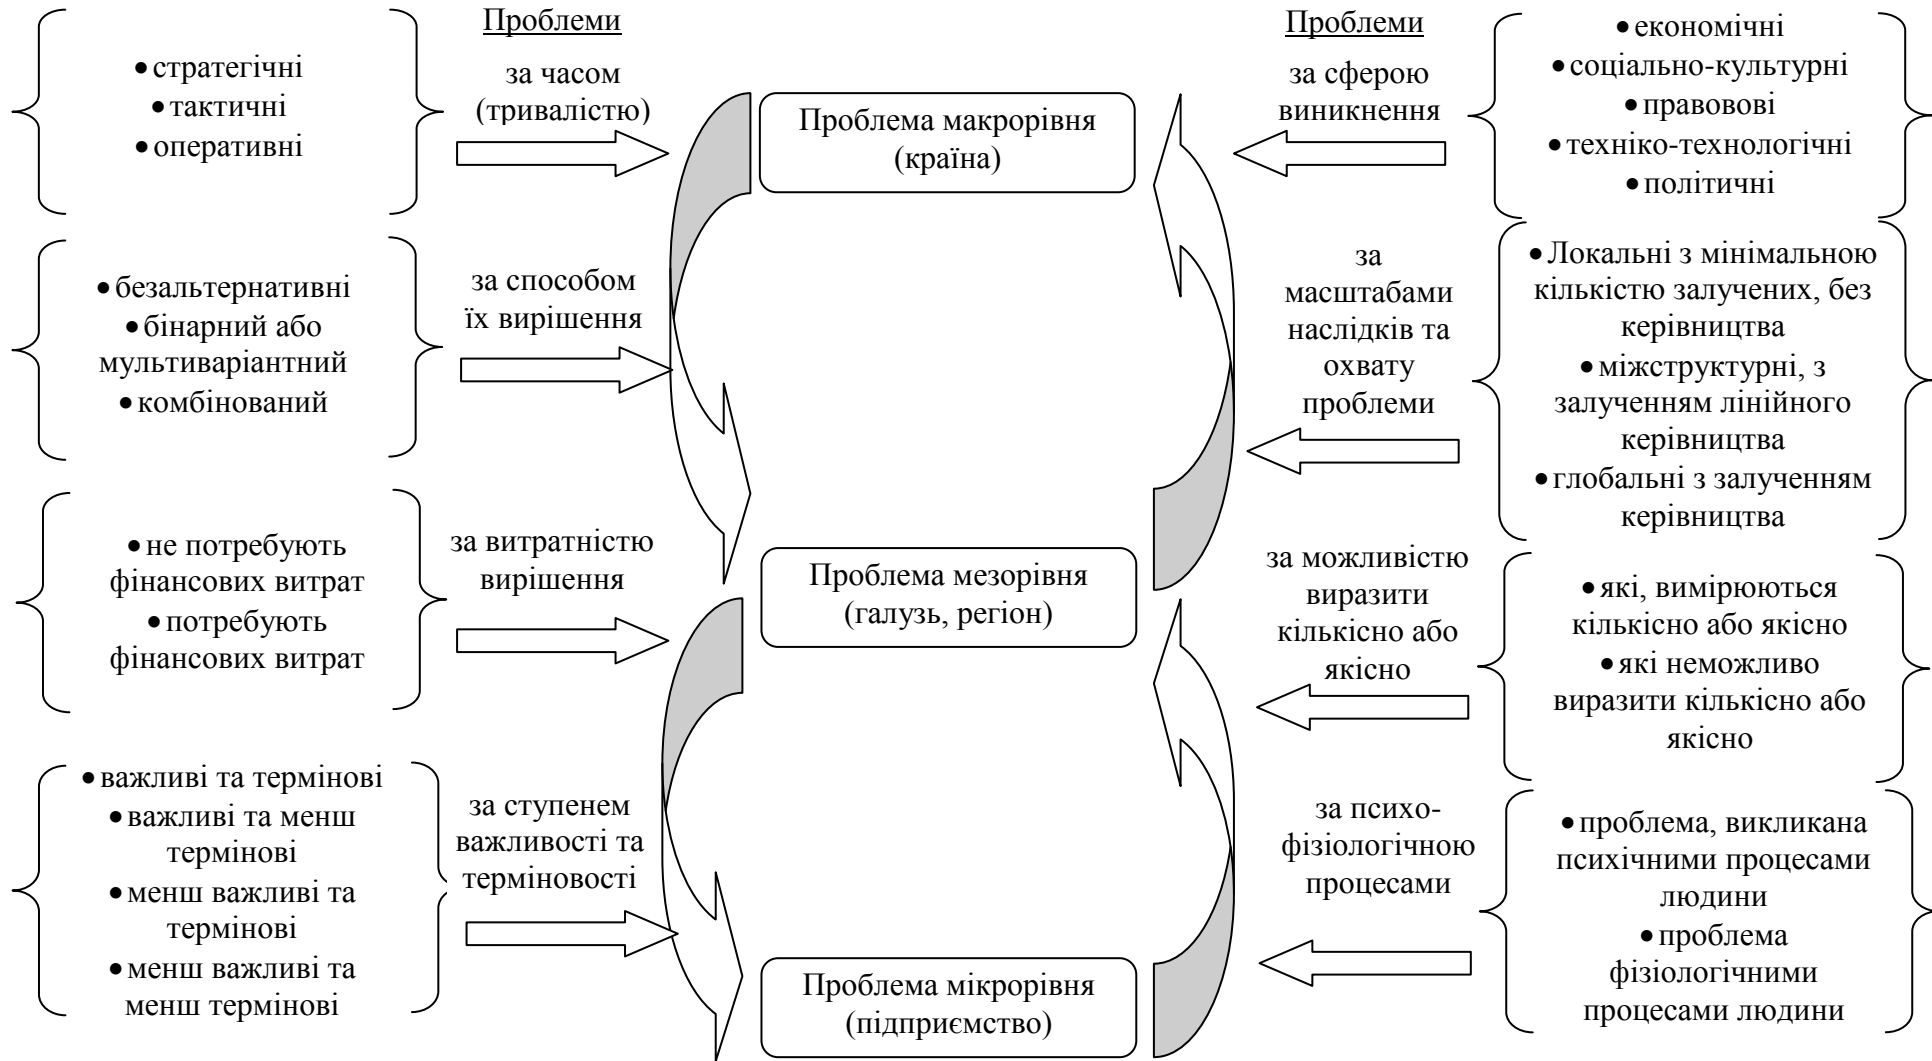 Проблеми
• стратегічні
• тактичні
• оперативні
за часом
(тривалістю)
• безальтернативні
• бінарний або
мультиваріантний
• комбінований
за способом
їх вирішення
• не потребують
фінансових витрат
• потребують
фінансових витрат
за витратністю
вирішення
• важливі та термінові
• важливі та менш
термінові
• менш важливі та
термінові
• менш важливі та
менш термінові
за ступенем
важливості та
терміновості
Проблема макрорівня
(країна)
Проблема мезорівня
(галузь, регіон)
Проблема мікрорівня
(підприємство)
Проблеми
за сферою
виникнення
• економічні
• соціально-культурні
• правовові
• техніко-технологічні
• політичні
за
масштабами
наслідків та
охвату
проблеми
• Локальні з мінімальною
кількістю залучених, без
керівництва
• міжструктурні, з
залученням лінійного
керівництва
• глобальні з залученням
керівництва
за можливістю
виразити
кількісно або
якісно
• які, вимірюються
кількісно або якісно
• які неможливо
виразити кількісно або
якісно
за психо-
фізіологічною
процесами
• проблема, викликана
психічними процесами
людини
• проблема
фізіологічними
процесами людини